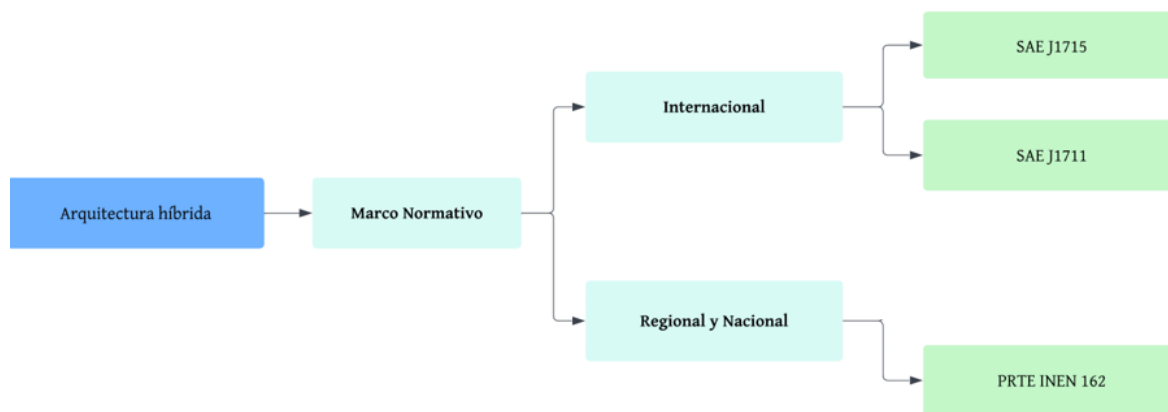 SAE J1715
Internacional
SAE J1711
Arquitectura híbrida
Marco Normativo
Regional y Nacional
PRTE INEN 162